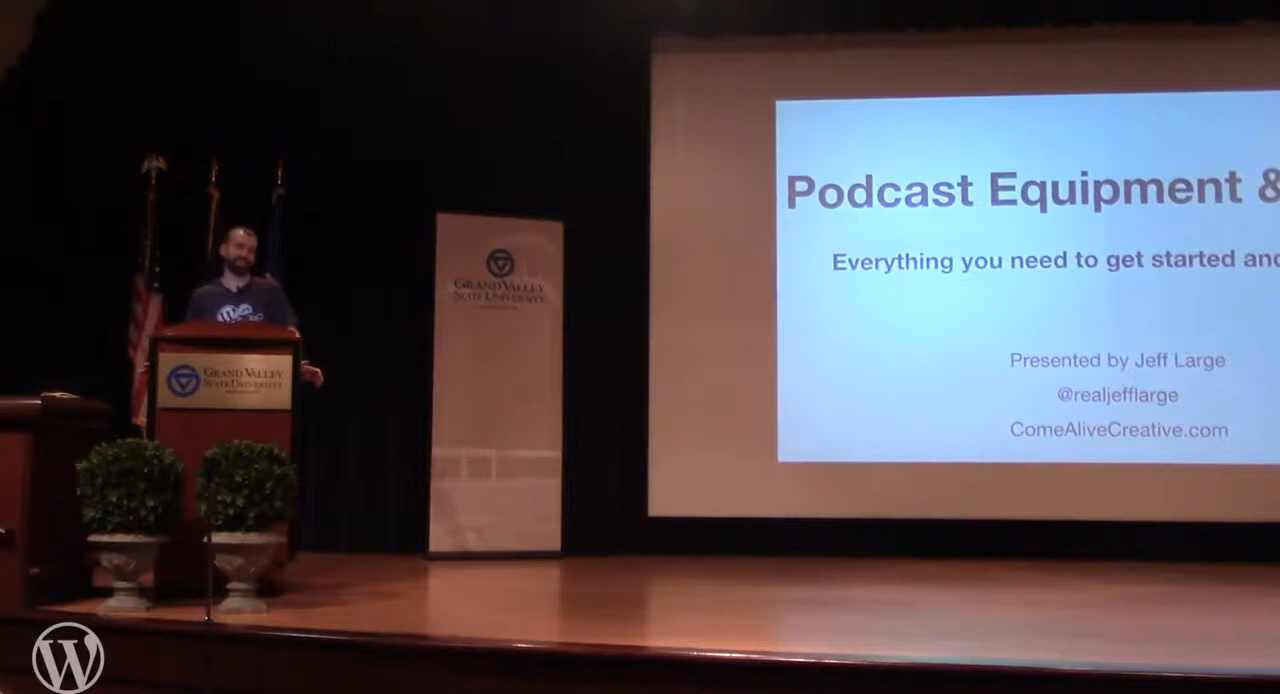 Podcast Equipment &
Everything you need to get started and
Presented by Jeff Large
@realjefflarge
ComeAliveCreative.com
GRAND VALLEY
STATE UNIVERSITY
GRAND VALLEY
STATE UNIVERSITY
W